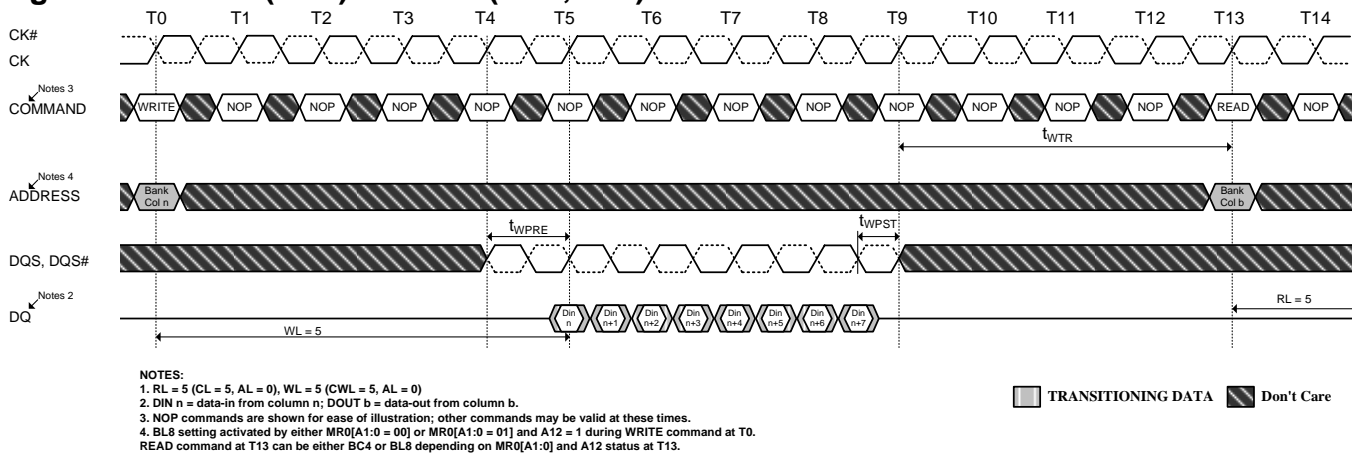 T0 T1 T2 T3 T4 T5 T6 T7 T8 T9 T10 T11 T12 T13 T14
CK#
CK
Notes 3
COMMAND
WRITE NOP NOP NOP NOP NOP NOP NOP NOP NOP NOP NOP NOP READ NOP
tWTR
Notes 4
ADDRESS
Bank Bank
Col n Col b
tWPRE tWPST
DQS, DQS#
Notes 2
DQ
Din Din Din Din Din Din Din Din
n n+1 n+2 n+3 n+4 n+5 n+6 n+7
RL = 5
WL = 5
NOTES:
1. RL = 5 (CL = 5, AL = 0), WL = 5 (CWL = 5, AL = 0)
2. DIN n = data-in from column n; DOUT b = data-out from column b.
3. NOP commands are shown for ease of illustration; other commands may be valid at these times.
4. BL8 setting activated by either MR0[A1:0 = 00] or MR0[A1:0 = 01] and A12 = 1 during WRITE command at T0.
READ command at T13 can be either BC4 or BL8 depending on MR0[A1:0] and A12 status at T13.
TRANSITIONING DATA Don't Care